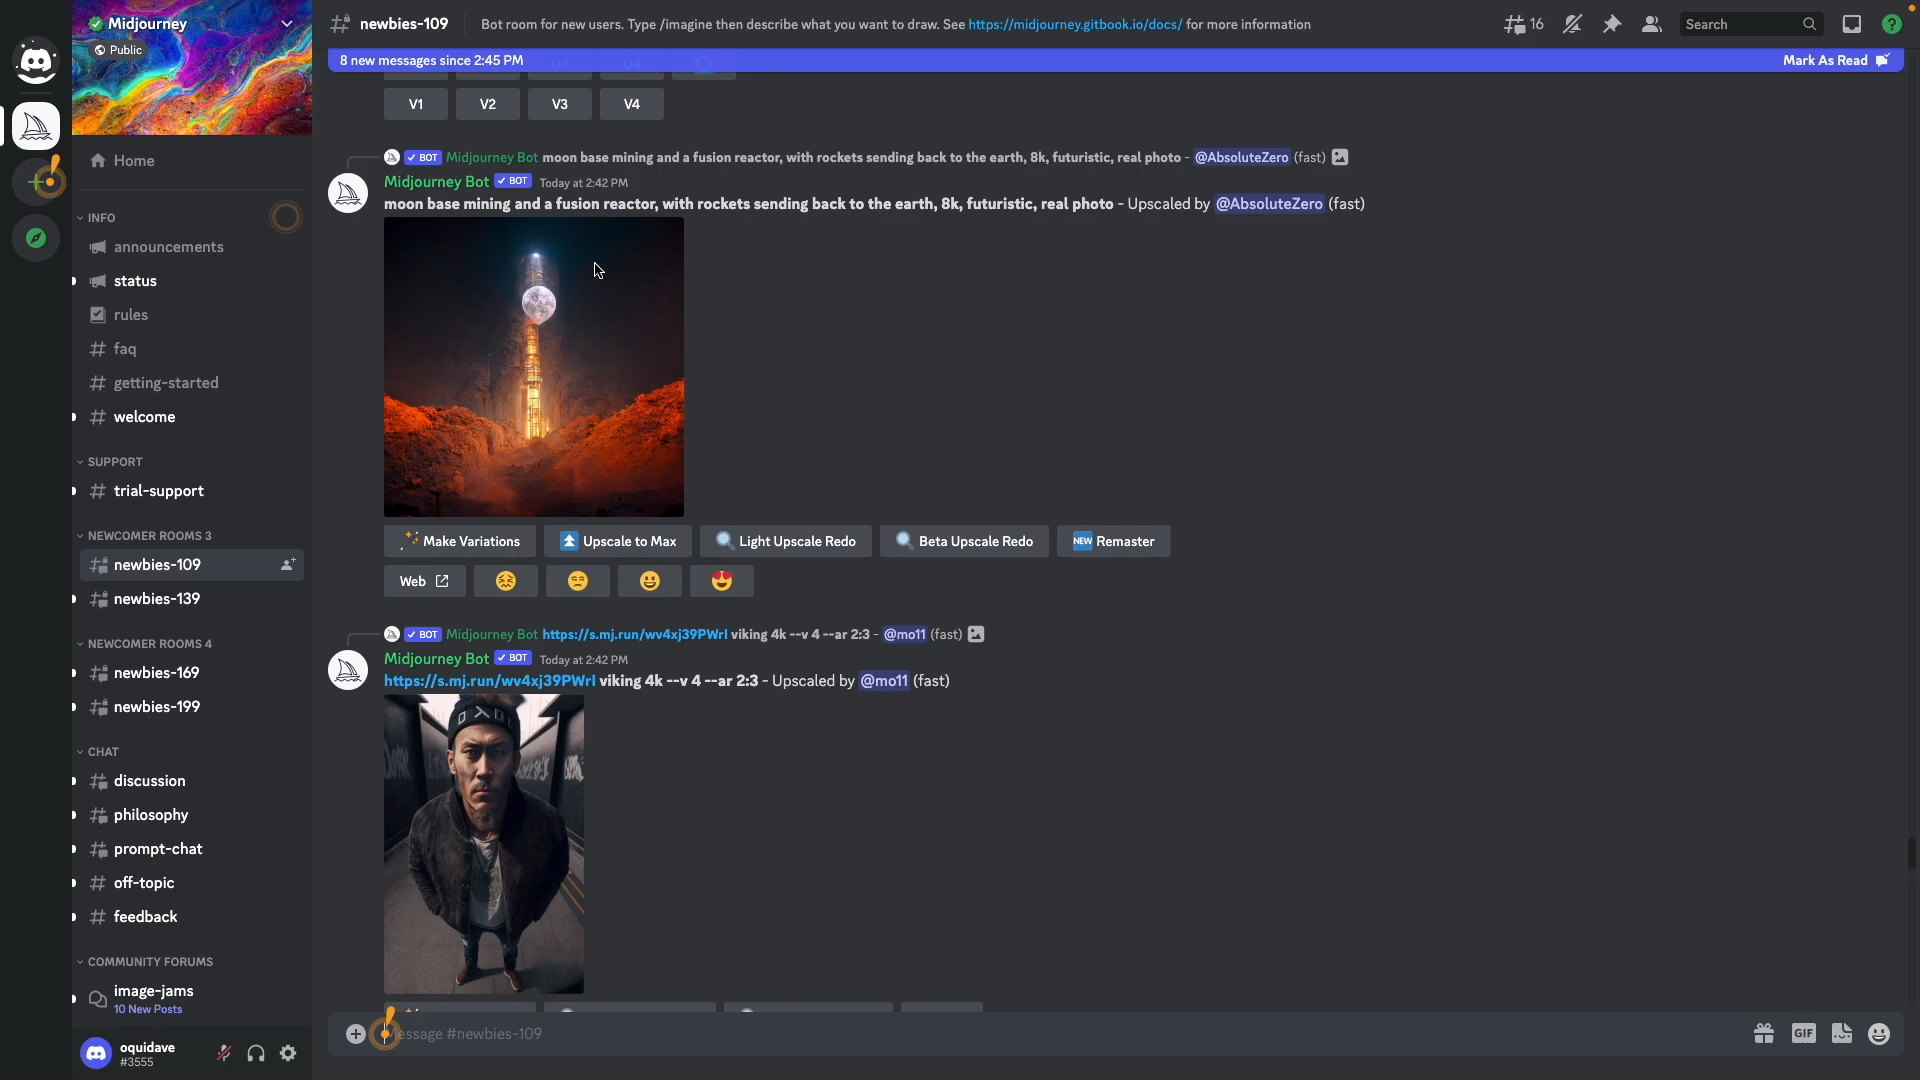 Midjourney
Public
Home
INFO
announcements
status
rules
faq
getting-started
welcome
SUPPORT
trial-support
NEWCOMER ROOMS 3
newbies-109
newbies-139
NEWCOMER ROOMS 4
newbies-169
newbies-199
CHAT
discussion
philosophy
prompt-chat
off-topic
feedback
COMMUNITY FORUMS
image-jams
10 New Posts
oquidave
#3555
newbies-109 Bot room for new users. Type /imagine then describe what you want to draw. See https://midjourney.gitbook.io/docs/ for more information 16 Search
8 new messages since 2:45 PM Mark As Read
U3 U4
V1 V2 V3 V4
BOT Midjourney Bot moon base mining and a fusion reactor, with rockets sending back to the earth, 8k, futuristic, real photo - @AbsoluteZero (fast)
Midjourney Bot BOT Today at 2:42 PM
moon base mining and a fusion reactor, with rockets sending back to the earth, 8k, futuristic, real photo - Upscaled by @AbsoluteZero (fast)
Make Variations Upscale to Max Light Upscale Redo Beta Upscale Redo NEW Remaster
Web
BOT Midjourney Bot https://s.mj.run/wv4xj39PWrI viking 4k --v 4 --ar 2:3 - @mo11 (fast)
Midjourney Bot BOT Today at 2:42 PM
https://s.mj.run/wv4xj39PWrI viking 4k --v 4 --ar 2:3 - Upscaled by @mo11 (fast)
Message #newbies-109
GIF